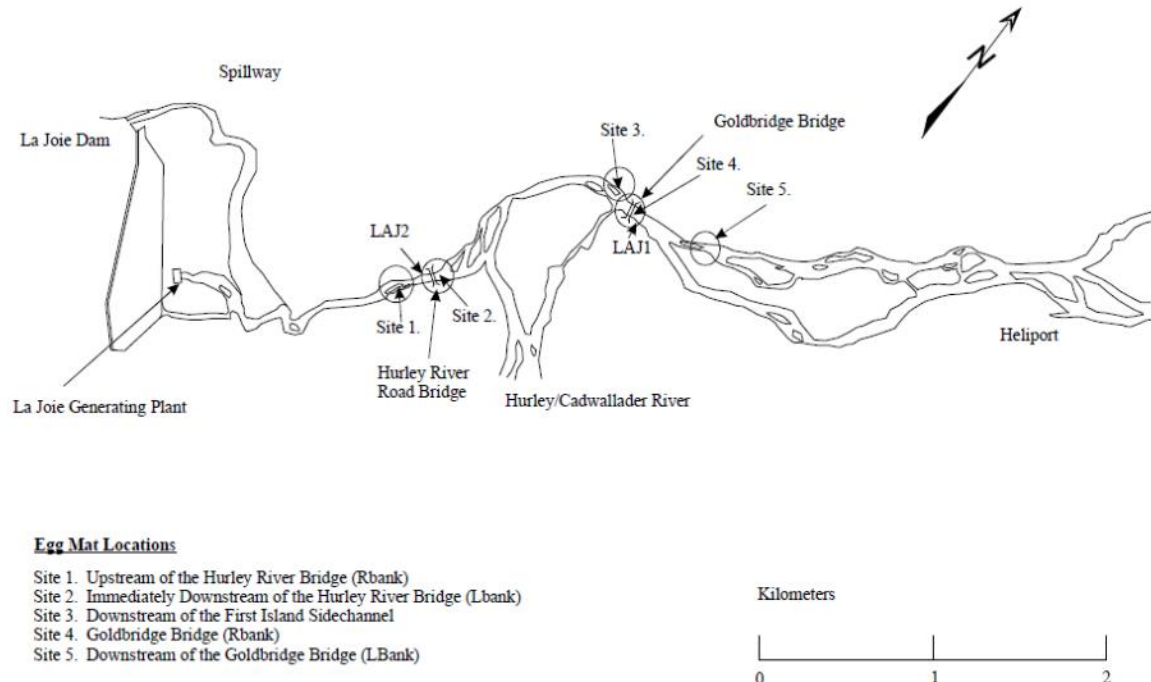 N
Spillway
La Joie Dam
Site 3.
Goldbridge Bridge
Site 4.
Site 5.
LAJ2
LAJ1
Site 1.
Site 2.
Hurley River
Road Bridge
Heliport
La Joie Generating Plant
Hurley/Cadwallader River
Egg Mat Locations
Site 1. Upstream of the Hurley River Bridge (Rbank)
Site 2. Immediately Downstream of the Hurley River Bridge (Lbank)
Site 3. Downstream of the First Island Sidechannel
Site 4. Goldbridge Bridge (Rbank)
Site 5. Downstream of the Goldbridge Bridge (LBank)
Kilometers
0 1 2